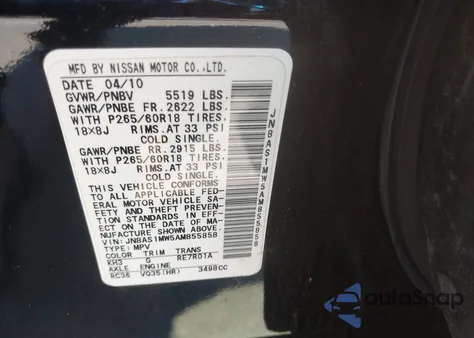 MFD BY NISSAN MOTOR CO.,LTD.
DATE 04/10
GVWR/PNBV 5519 LBS.
GAWR/PNBE FR. 2622 LBS.
WITH P265/60R18 TIRES.
18X8J RIMS.AT 33 PSI
COLD SINGLE.
GAWR/PNBE RR. 2915 LBS.
WITH P265/60R18 TIRES.
18X8J RIMS.AT 33 PSI
COLD SINGLE.
THIS VEHICLE CONFORMS
TO ALL APPLICABLE FED-
ERAL MOTOR VEHICLE SA-
FETY AND THEFT PREVEN-
TION STANDARDS IN EFF-
ECT ON THE DATE OF MA-
NUFACTURE SHOWN ABOVE.
VIN:JN8AS1MW5AM855858
TYPE:MPV
COLOR TRIM TRANS
KH3 G RE7R01A
AXLE ENGINE
RC36 VQ35(HR) 3498CC
JN8AS1MW5AM855858
autoSnap